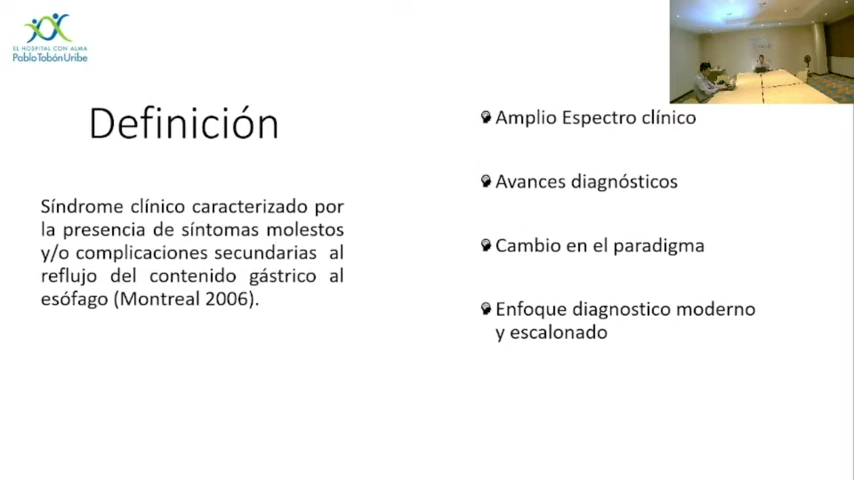 EL HOSPITAL CON ALMA
Pablo Tobón Uribe
Definición
Síndrome clínico caracterizado por
la presencia de síntomas molestos
y/o complicaciones secundarias al
reflujo del contenido gástrico al
esófago (Montreal 2006).
Amplio Espectro clínico
Avances diagnósticos
Cambio en el paradigma
Enfoque diagnostico moderno
y escalonado